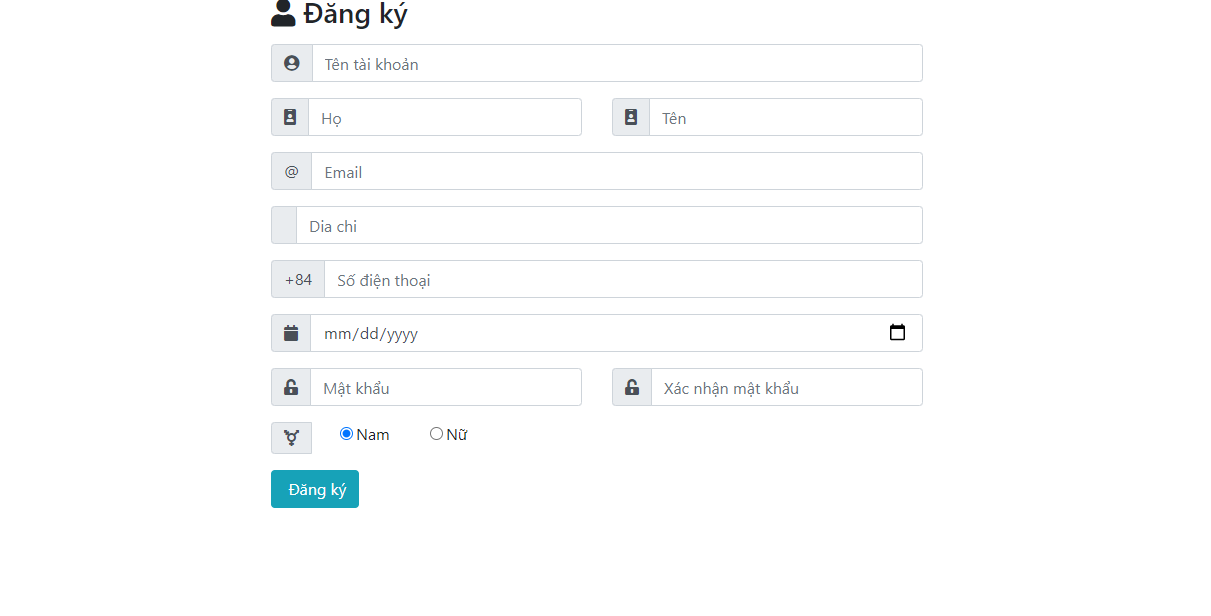 Đăng ký
Tên tài khoản
Họ Tên
@ Email
Dia chi
+84 Số điện thoại
mm/dd/yyyy
Mật khẩu Xác nhận mật khẩu
Nam Nữ
Đăng ký